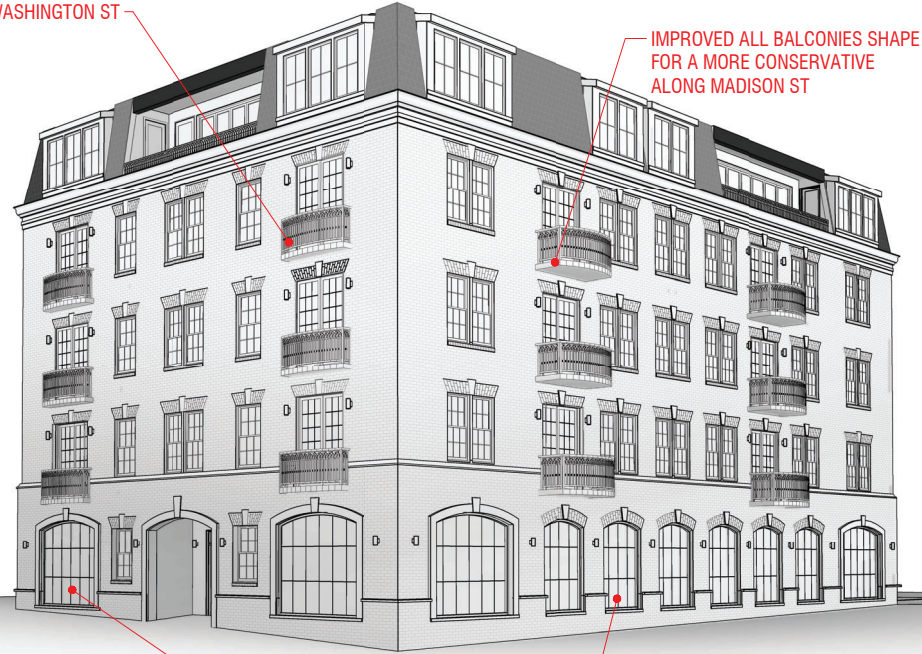 WASHINGTON ST
IMPROVED ALL BALCONIES SHAPE
FOR A MORE CONSERVATIVE
ALONG MADISON ST